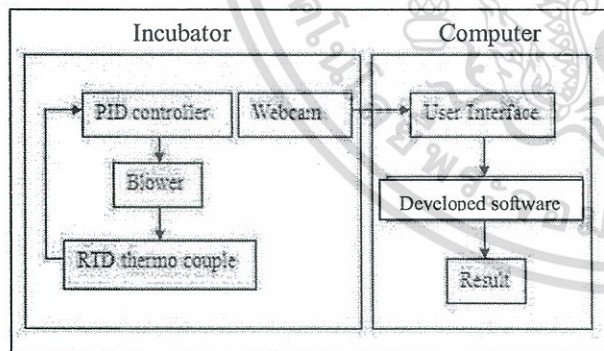 Incubator
Computer
PID controller
Webcam
User Interface
Blower
Developed software
RTD thermo couple
Result